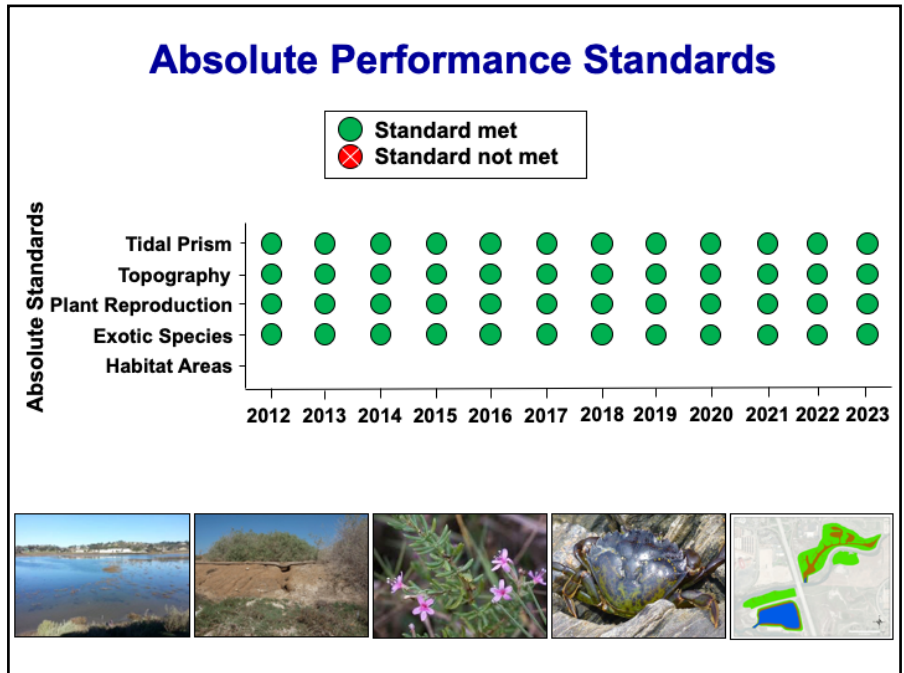 Absolute Performance Standards
Standard met
Standard not met
Absolute Standards
Tidal Prism
Topography
Plant Reproduction
Exotic Species
Habitat Areas
2012 2013 2014 2015 2016 2017 2018 2019 2020 2021 2022 2023